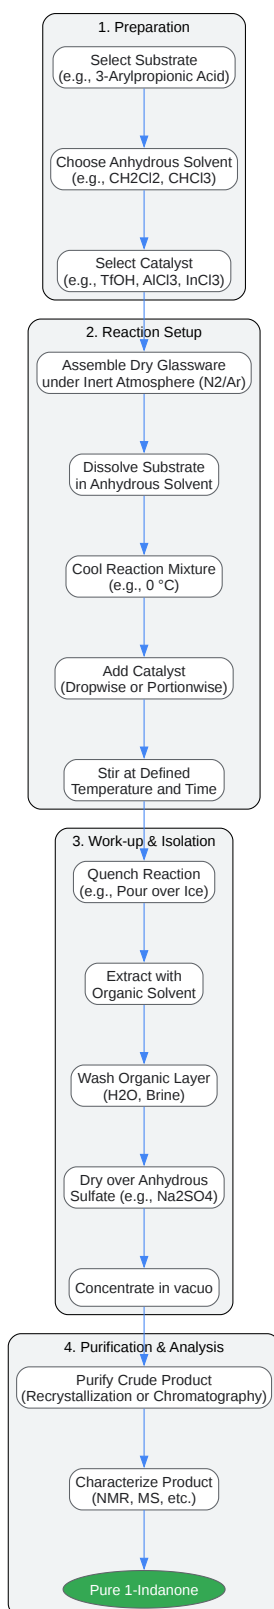 1. Preparation
Select Substrate
(e.g., 3-Arylpropionic Acid)
Choose Anhydrous Solvent
(e.g., CH2Cl2, CHCl3)
Select Catalyst
(e.g., TfOH, AlCl3, InCl3)
2. Reaction Setup
Assemble Dry Glassware
under Inert Atmosphere (N2/Ar)
Dissolve Substrate
in Anhydrous Solvent
Cool Reaction Mixture
(e.g., 0 °C)
Add Catalyst
(Dropwise or Portionwise)
Stir at Defined
Temperature and Time
3. Work-up & Isolation
Quench Reaction
(e.g., Pour over Ice)
Extract with
Organic Solvent
Wash Organic Layer
(H2O, Brine)
Dry over Anhydrous
Sulfate (e.g., Na2SO4)
Concentrate in vacuo
4. Purification & Analysis
Purify Crude Product
(Recrystallization or Chromatography)
Characterize Product
(NMR, MS, etc.)
Pure 1-Indanone